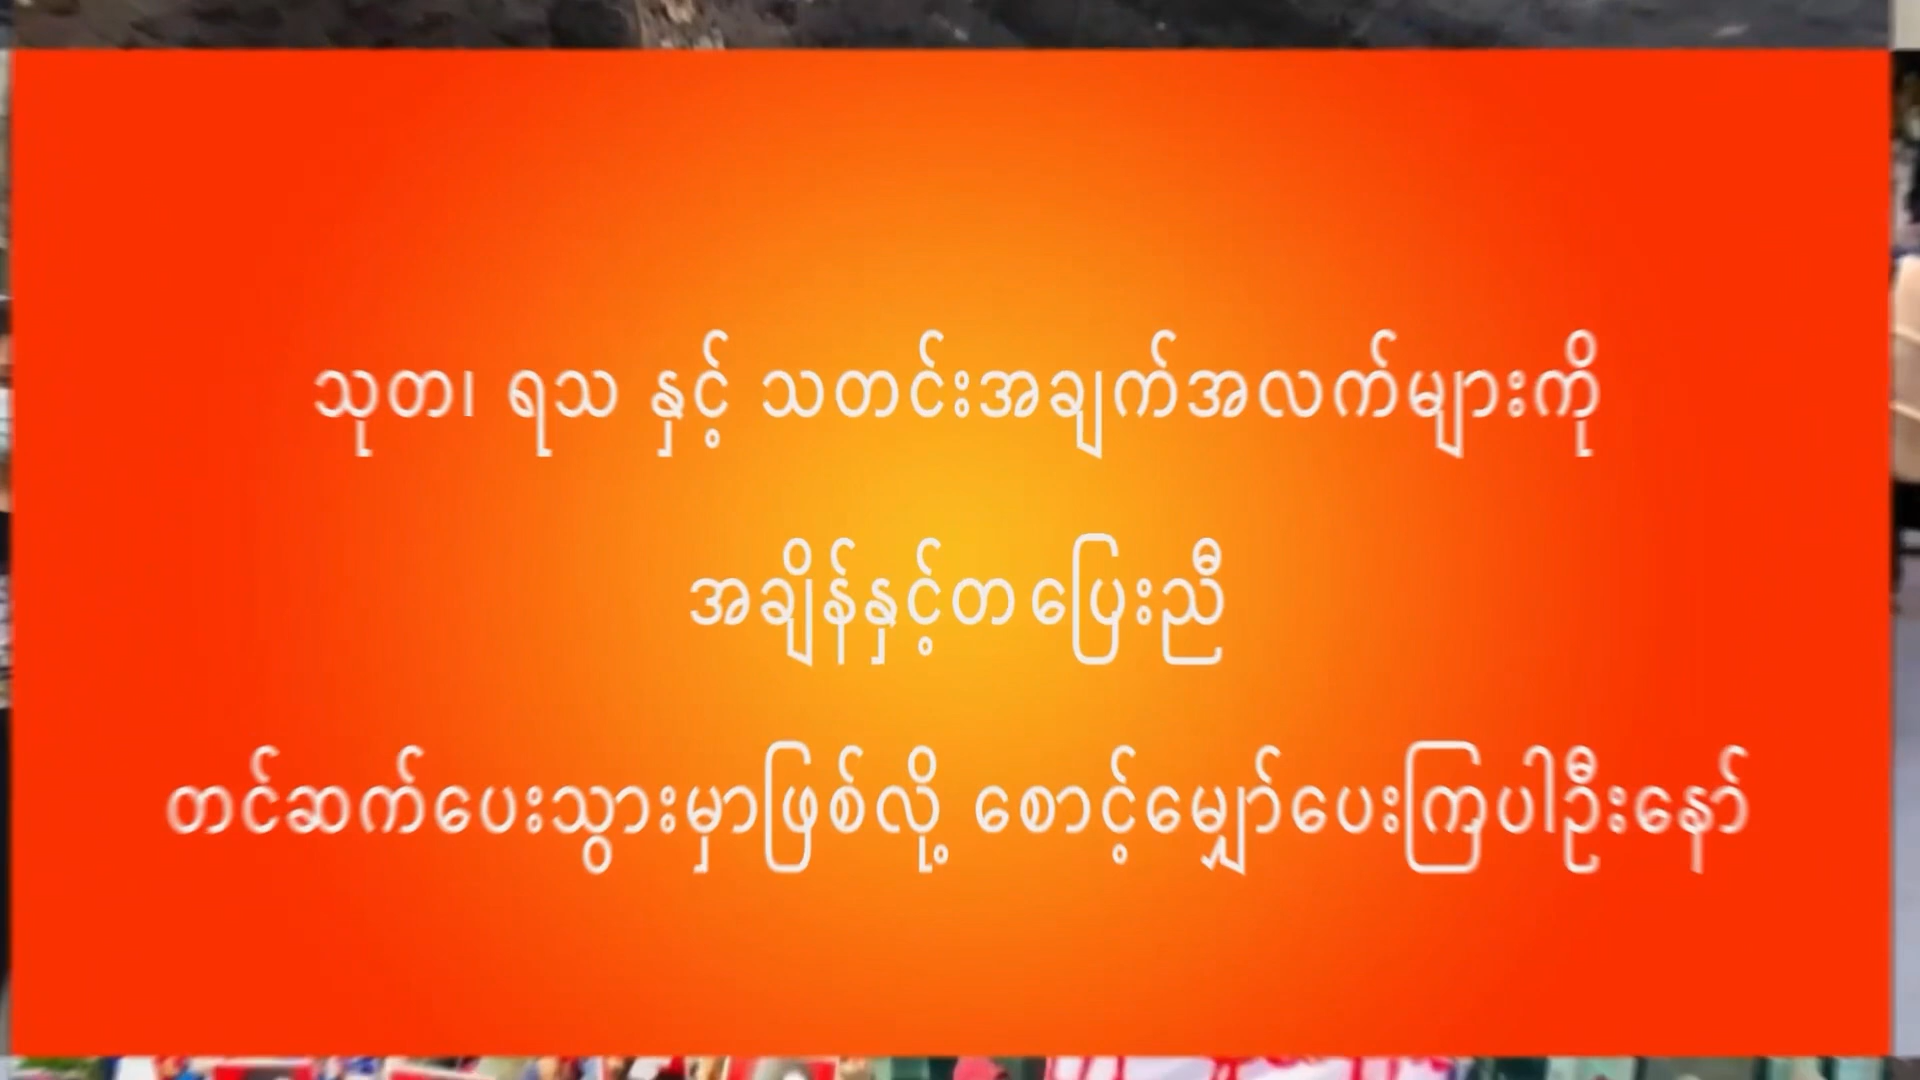 သုတ၊ ရသ နှင့် သတင်းအချက်အလက်များကို
အချိန်နှင့်တပြေးညီ
တင်ဆက်ပေးသွားမှာဖြစ်လို့ စောင့်မျှော်ပေးကြပါဦးနော်